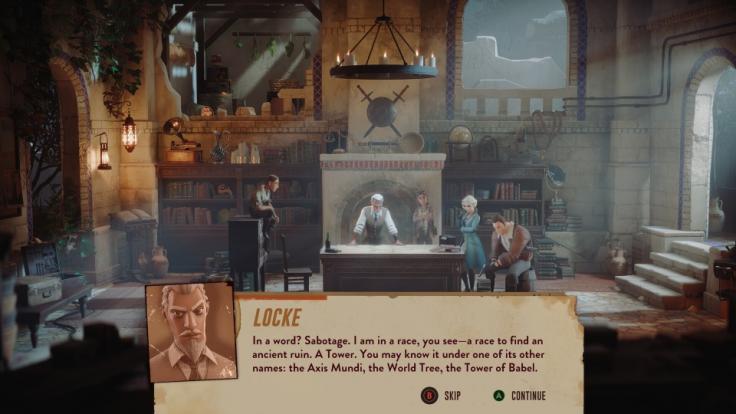 LOCKE
In a word? Sabotage. I am in a race, you see—a race to find an
ancient ruin. A Tower. You may know it under one of its other
names: the Axis Mundi, the World Tree, the Tower of Babel.
B SKIP A CONTINUE